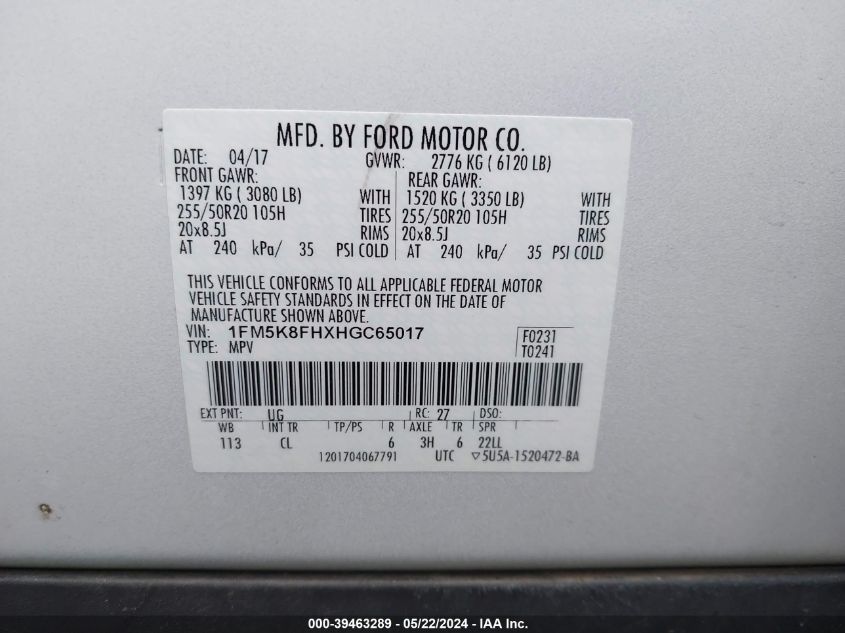 MFD. BY FORD MOTOR CO.
DATE: 04/17 GVWR: 2776 KG ( 6120 LB)
FRONT GAWR: REAR GAWR:
1397 KG ( 3080 LB) WITH 1520 KG ( 3350 LB) WITH
255/50R20 105H TIRES 255/50R20 105H TIRES
20x8.5J RIMS 20x8.5J RIMS
AT 240 kPa/ 35 PSI COLD AT 240 kPa/ 35 PSI COLD
THIS VEHICLE CONFORMS TO ALL APPLICABLE FEDERAL MOTOR
VEHICLE SAFETY STANDARDS IN EFFECT ON THE DATE OF
MANUFACTURE SHOWN ABOVE.
VIN: 1FM5K8FHXHGC65017 F0231
TYPE: MPV T0241
EXT PNT: UG RC: 27 DSO:
WB INT TR TP/PS R AXLE TR SPR
113 CL 6 3H 6 22LL
1201704067791 UTC ▽5U5A-1520472-BA
000-39463289 - 05/22/2024 - IAA Inc.